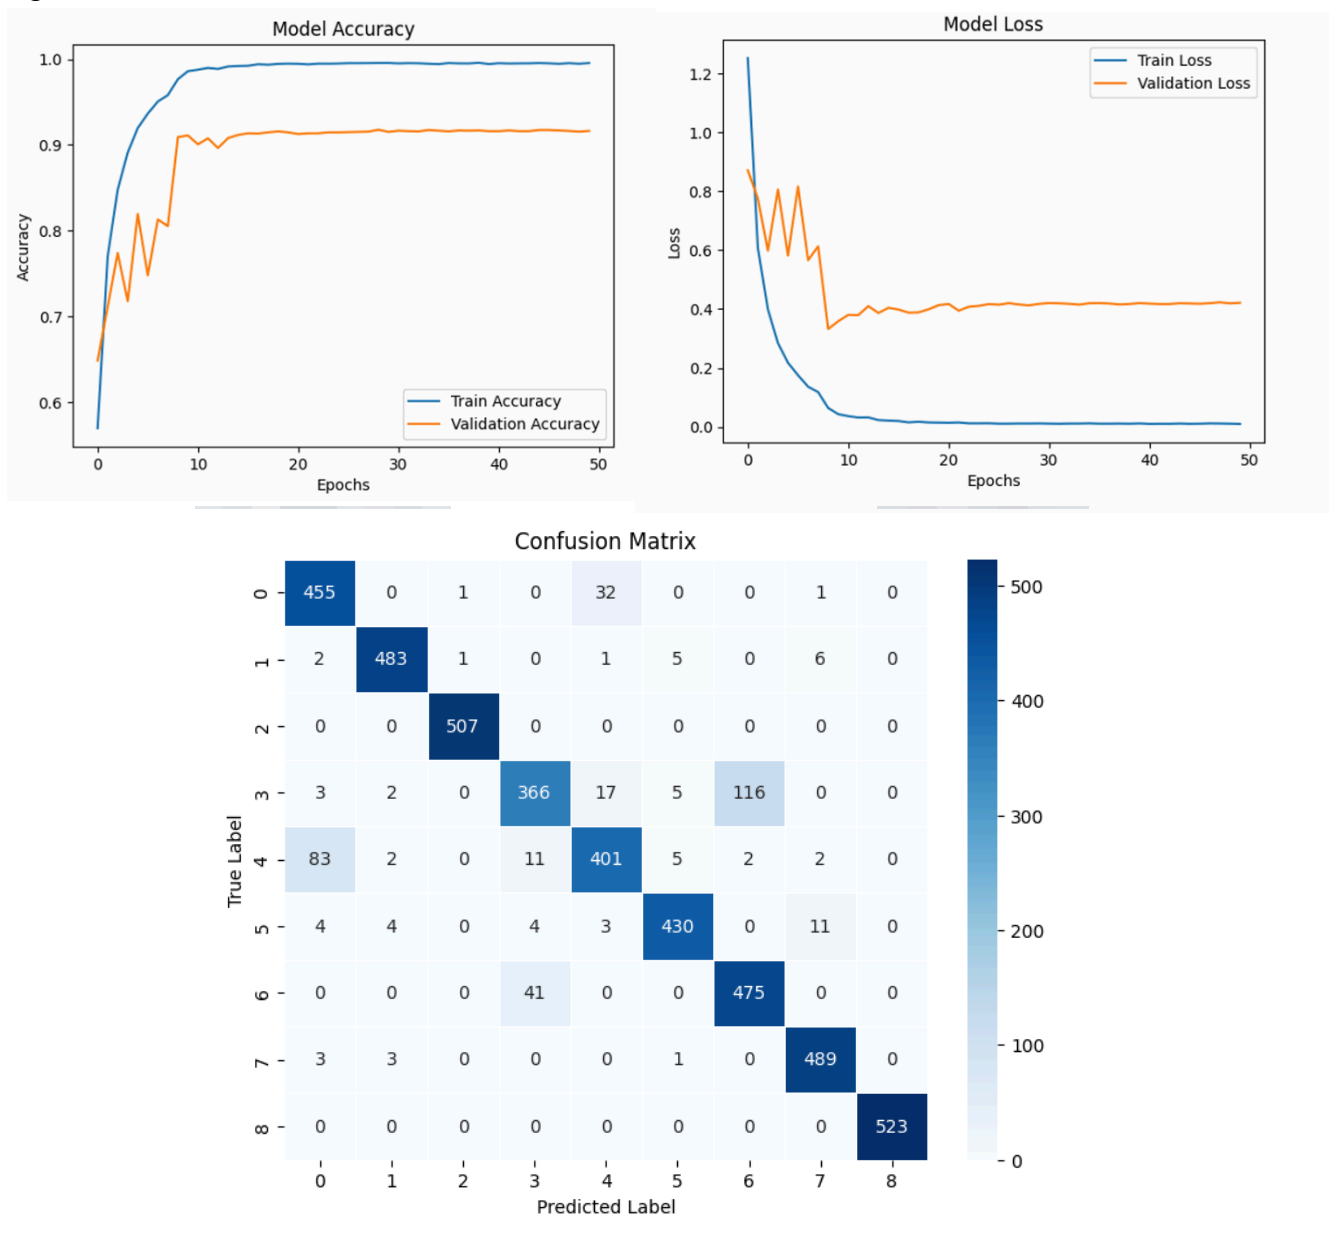 Model Accuracy
1.0
0.9
0.8
0.7
0.6
Accuracy
Train Accuracy
Validation Accuracy
0 10 20 30 40 50
Epochs
Model Loss
1.2
1.0
0.8
0.6
0.4
0.2
0.0
Loss
Train Loss
Validation Loss
0 10 20 30 40 50
Epochs
Confusion Matrix
True Label
0 455 0 1 0 32 0 0 1 0
1 2 483 1 0 1 5 0 6 0
2 0 0 507 0 0 0 0 0 0
3 3 2 0 366 17 5 116 0 0
4 83 2 0 11 401 5 2 2 0
5 4 4 0 4 3 430 0 11 0
6 0 0 0 41 0 0 475 0 0
7 3 3 0 0 0 1 0 489 0
8 0 0 0 0 0 0 0 0 523
0 1 2 3 4 5 6 7 8
Predicted Label
500
400
300
200
100
0